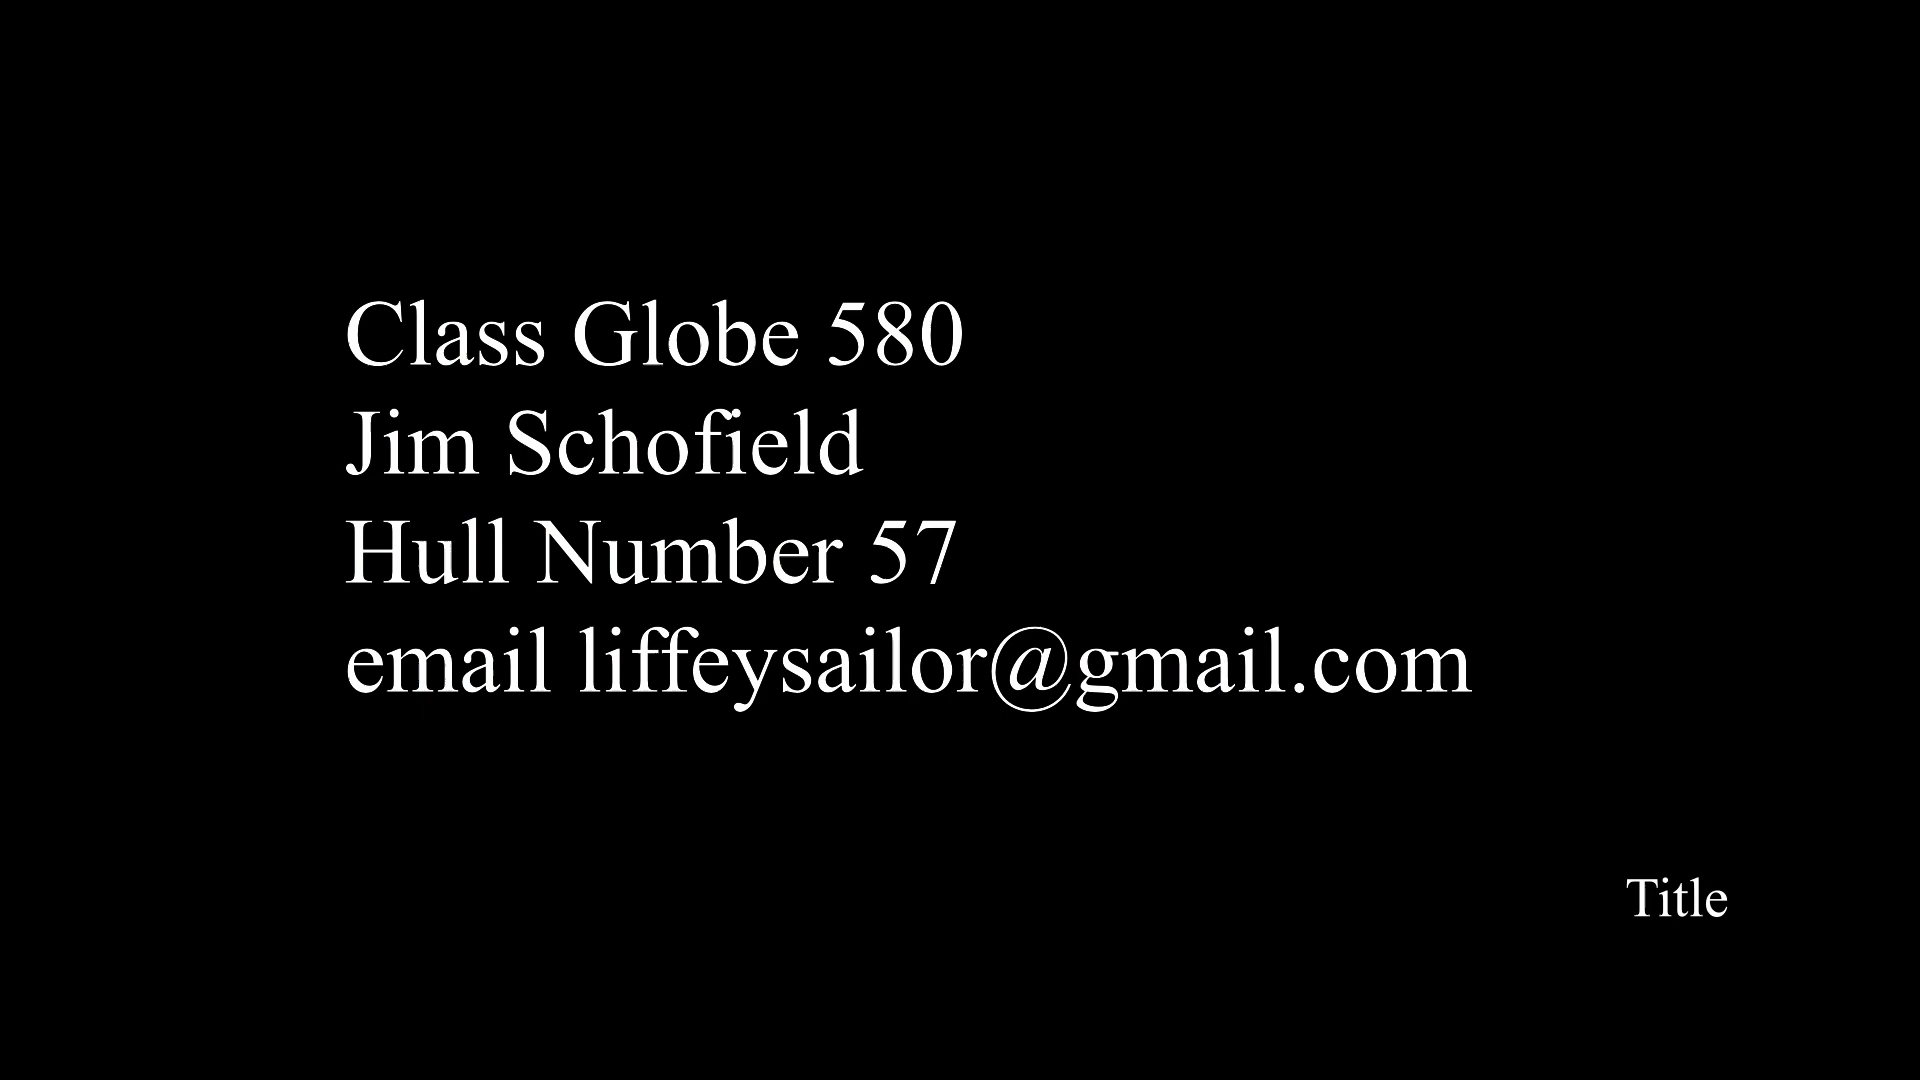 Class Globe 580
Jim Schofield
Hull Number 57
email liffeysailor@gmail.com
Title